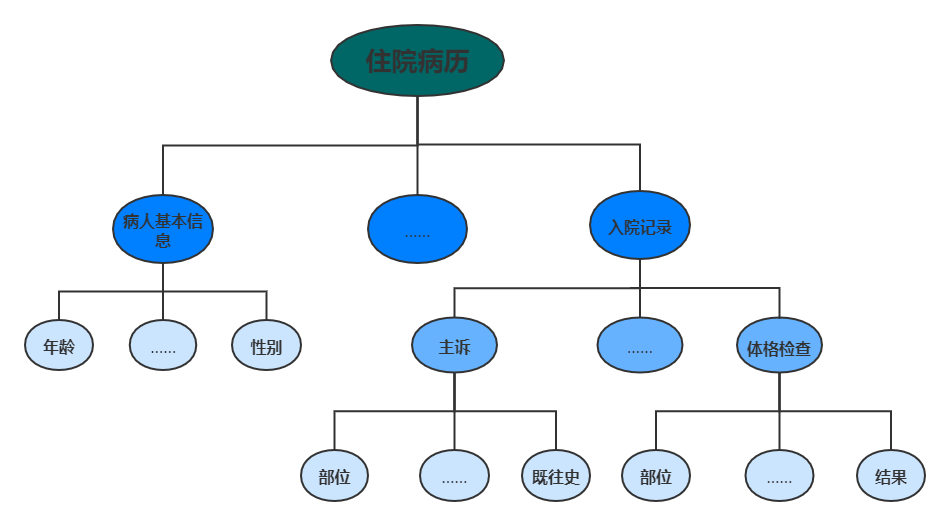 住院病历
病人基本信
息
......
入院记录
年龄
......
性别
主诉
......
体格检查
部位
......
既往史
部位
......
结果